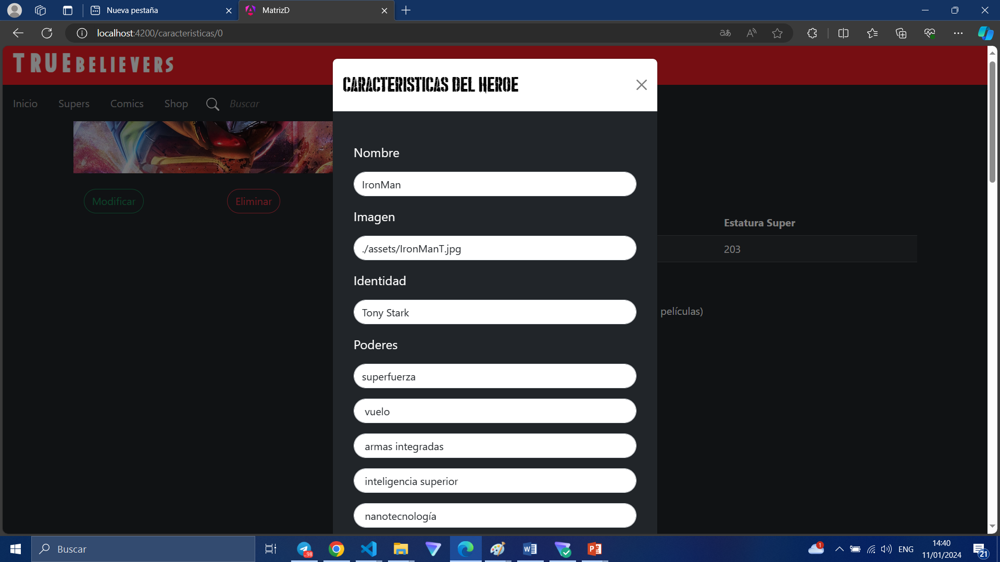 Nueva pestaña
MatrizD
localhost:4200/caracteristicas/0
TRUE BELIEVERS
Inicio
Supers
Comics
Shop
Buscar
Modificar
Eliminar
CARACTERISTICAS DEL HEROE
Nombre
IronMan
Imagen
./assets/IronManT.jpg
Identidad
Tony Stark
Poderes
superfuerza
vuelo
armas integradas
inteligencia superior
nanotecnología
Estatura Super
203
películas)
Buscar
..98
1
ENG
14:40
11/01/2024
21